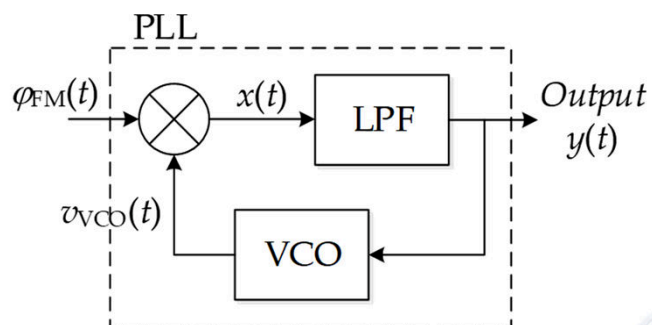 PLL
φFM(t)
x(t)
LPF
Output
y(t)
vVCO(t)
VCO